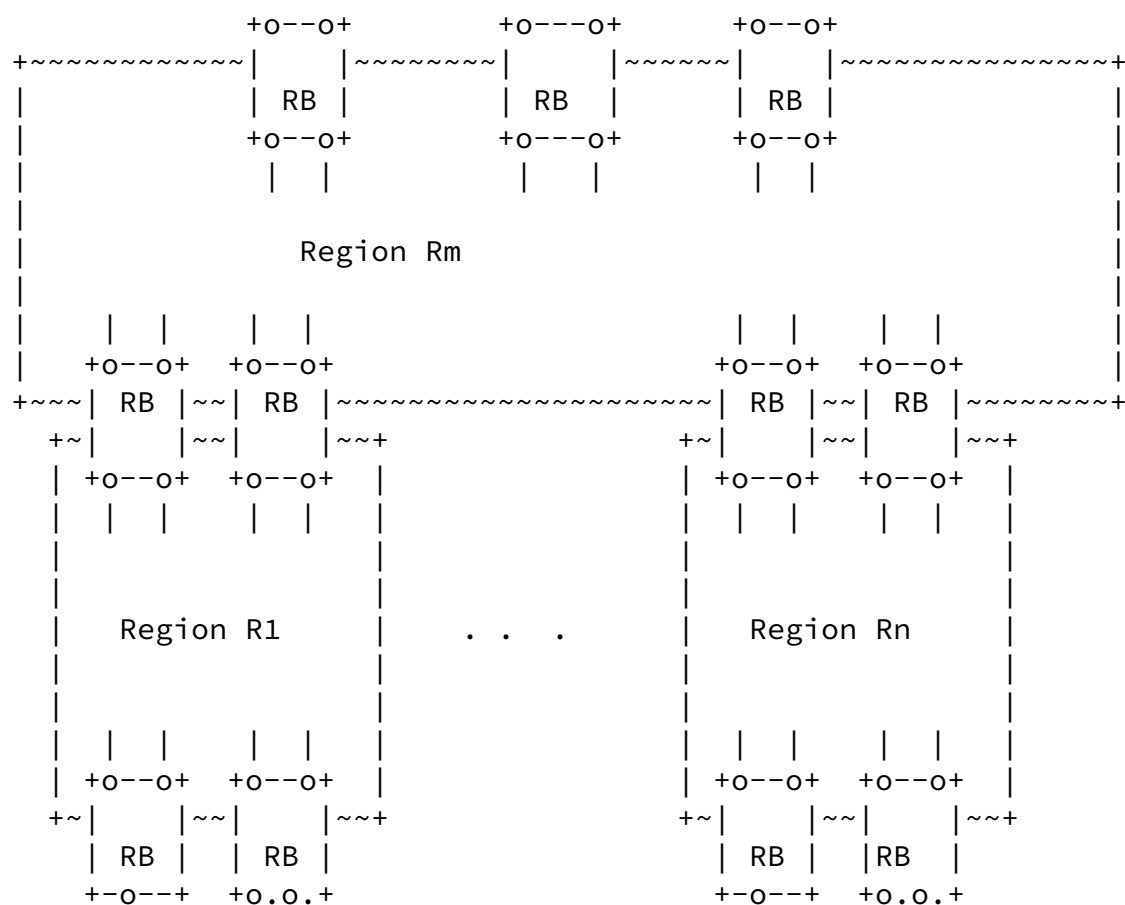 +o--o+        +o---o+      +o--o+
+~~~~~~~~~~~~|    |~~~~~~~~|     |~~~~~~|    |~~~~~~~~~~~~~~~+
|            | RB |        | RB  |      | RB |               |
|            +o--o+        +o---o+      +o--o+               |
|             |  |          |   |        |  |                |
|                                                            |
|               Region Rm                                    |
|                                                            |
|    |  |    |  |                       |  |    |  |         |
|   +o--o+  +o--o+                     +o--o+  +o--o+        |
+~~~| RB |~~| RB |~~~~~~~~~~~~~~~~~~~~~| RB |~~| RB |~~~~~~~~+
  +~|    |~~|    |~~+                +~|    |~~|    |~~+
  | +o--o+  +o--o+  |                | +o--o+  +o--o+  |
  |  |  |    |  |   |                |  |  |    |  |   |
  |                 |                |                 |
  |                 |                |                 |
  |   Region R1     |    . .  .      |   Region Rn     |
  |                 |                |                 |
  |                 |                |                 |
  |  |  |    |  |   |                |  |  |    |  |   |
  | +o--o+  +o--o+  |                | +o--o+  +o--o+  |
  +~|    |~~|    |~~+                +~|    |~~|    |~~+
    | RB |  | RB |                     | RB |  |RB  |
    +-o--+  +o.o.+                     +-o--+  +o.o.+